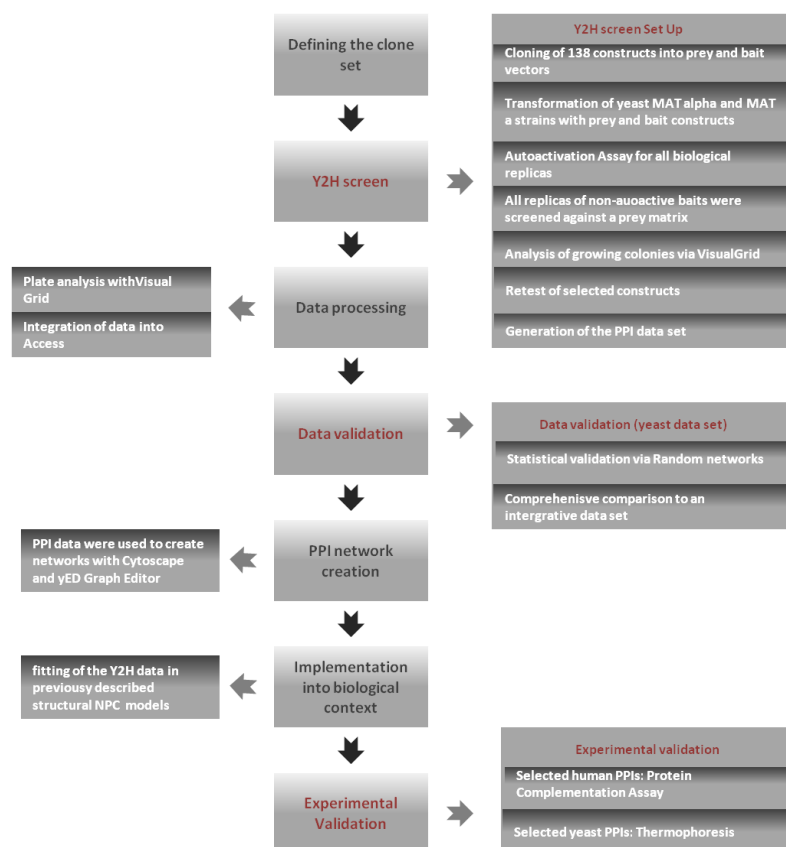 Defining the clone
set
Y2H screen Set Up
Cloning of 138 constructs into prey and bait
vectors
Transformation of yeast MAT alpha and MAT
a strains with prey and bait constructs
Y2H screen
Autoactivation Assay for all biological
replicas
All replicas of non-auoactive baits were
screened against a prey matrix
Analysis of growing colonies via VisualGrid
Retest of selected constructs
Generation of the PPI data set
Data processing
Plate analysis withVisual
Grid
Integration of data into
Access
Data validation
Data validation (yeast data set)
Statistical validation via Random networks
Comprehenisve comparison to an
intergrative data set
PPI network
creation
PPI data were used to create
networks with Cytoscape
and yED Graph Editor
Implementation
into biological
context
fitting of the Y2H data in
previousy described
structural NPC models
Experimental
Validation
Experimental validation
Selected human PPIs: Protein
Complementation Assay
Selected yeast PPIs: Thermophoresis